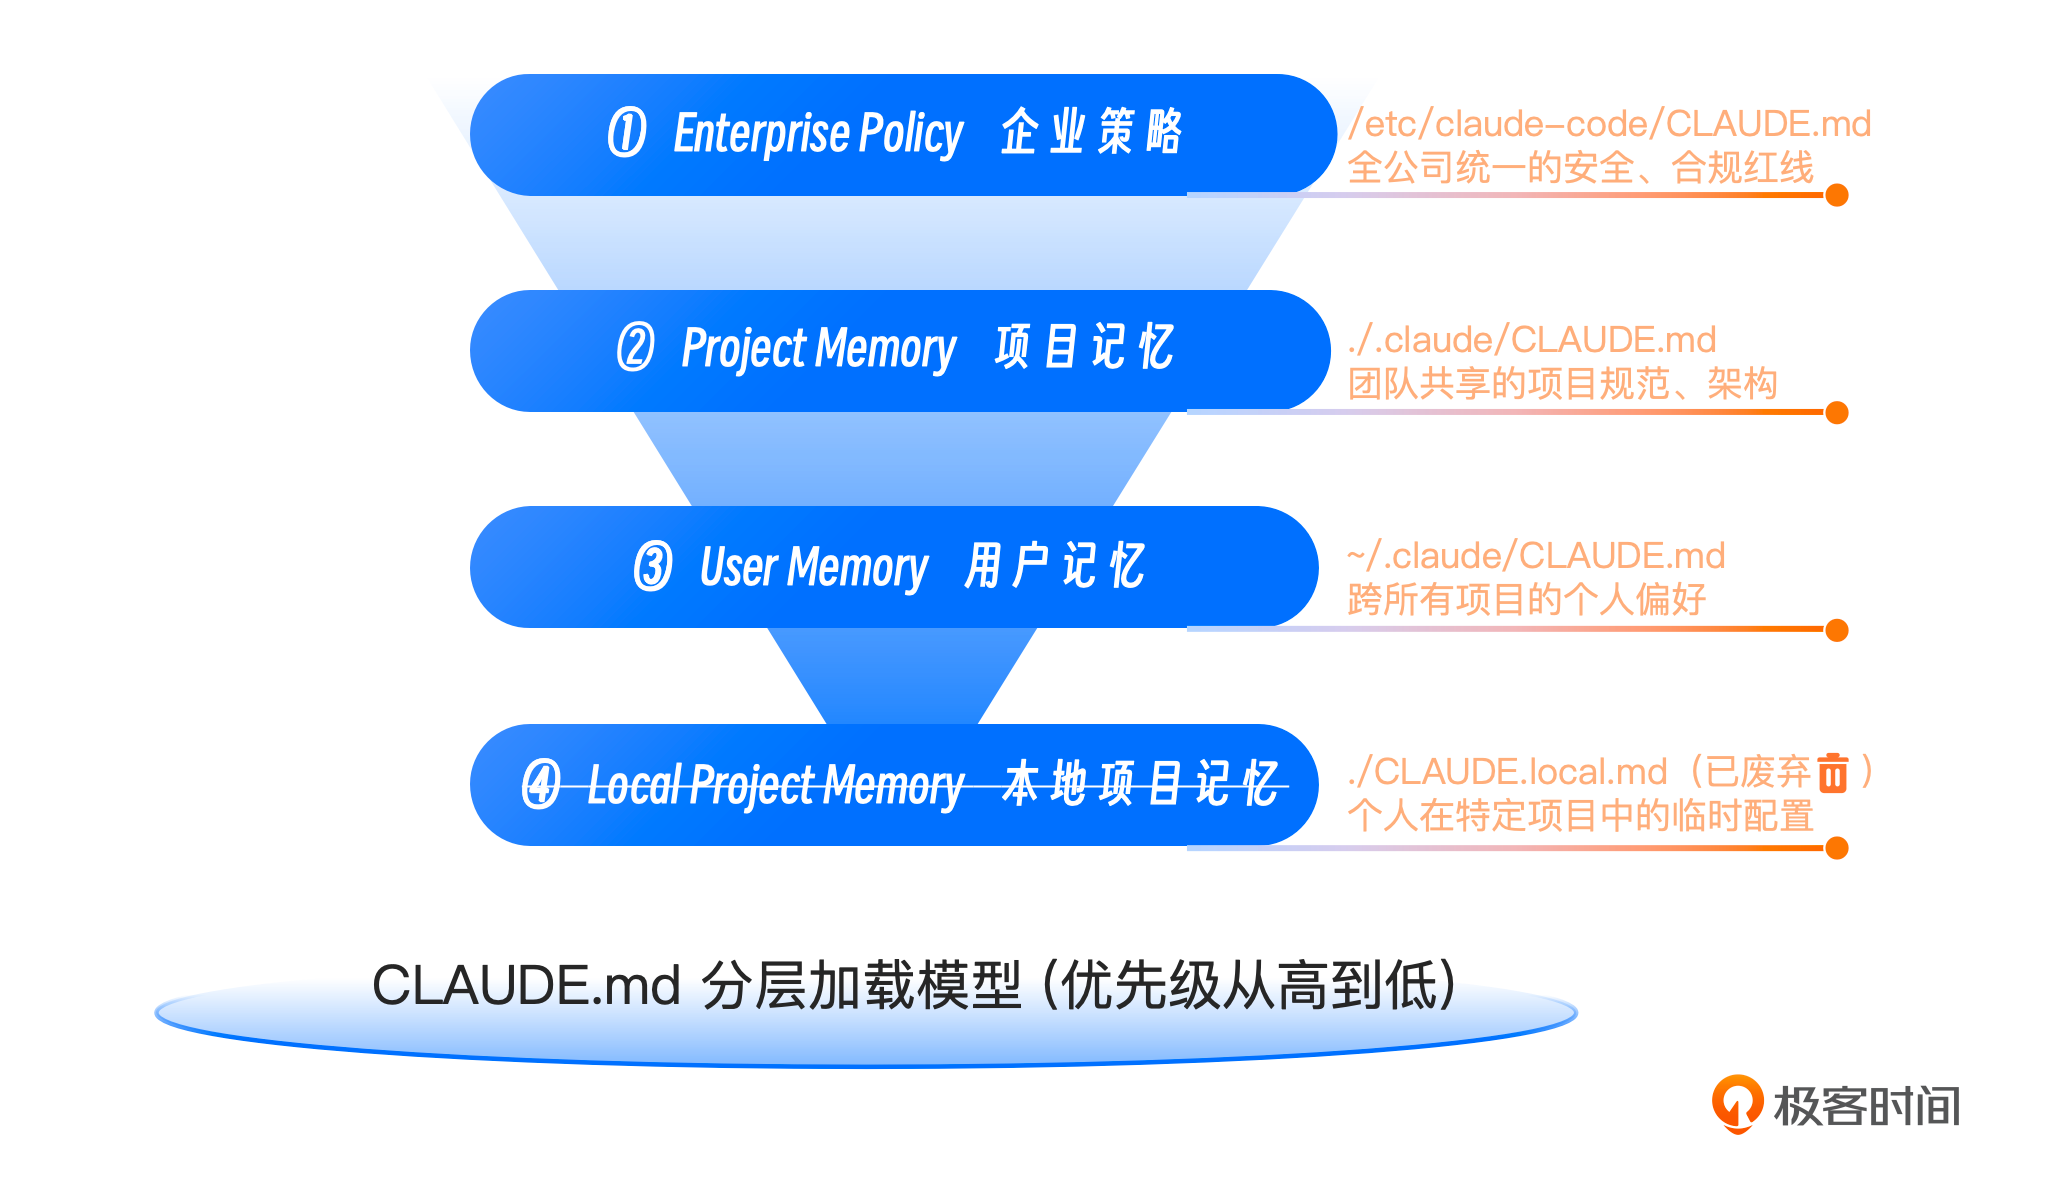 ① Enterprise Policy 企业策略
/etc/claude-code/CLAUDE.md
全公司统一的安全、合规红线
② Project Memory 项目记忆
./.claude/CLAUDE.md
团队共享的项目规范、架构
③ User Memory 用户记忆
~/.claude/CLAUDE.md
跨所有项目的个人偏好
④ Local Project Memory 本地项目记忆
./CLAUDE.local.md（已废弃）
个人在特定项目中的临时配置
CLAUDE.md 分层加载模型（优先级从高到低）
极客时间